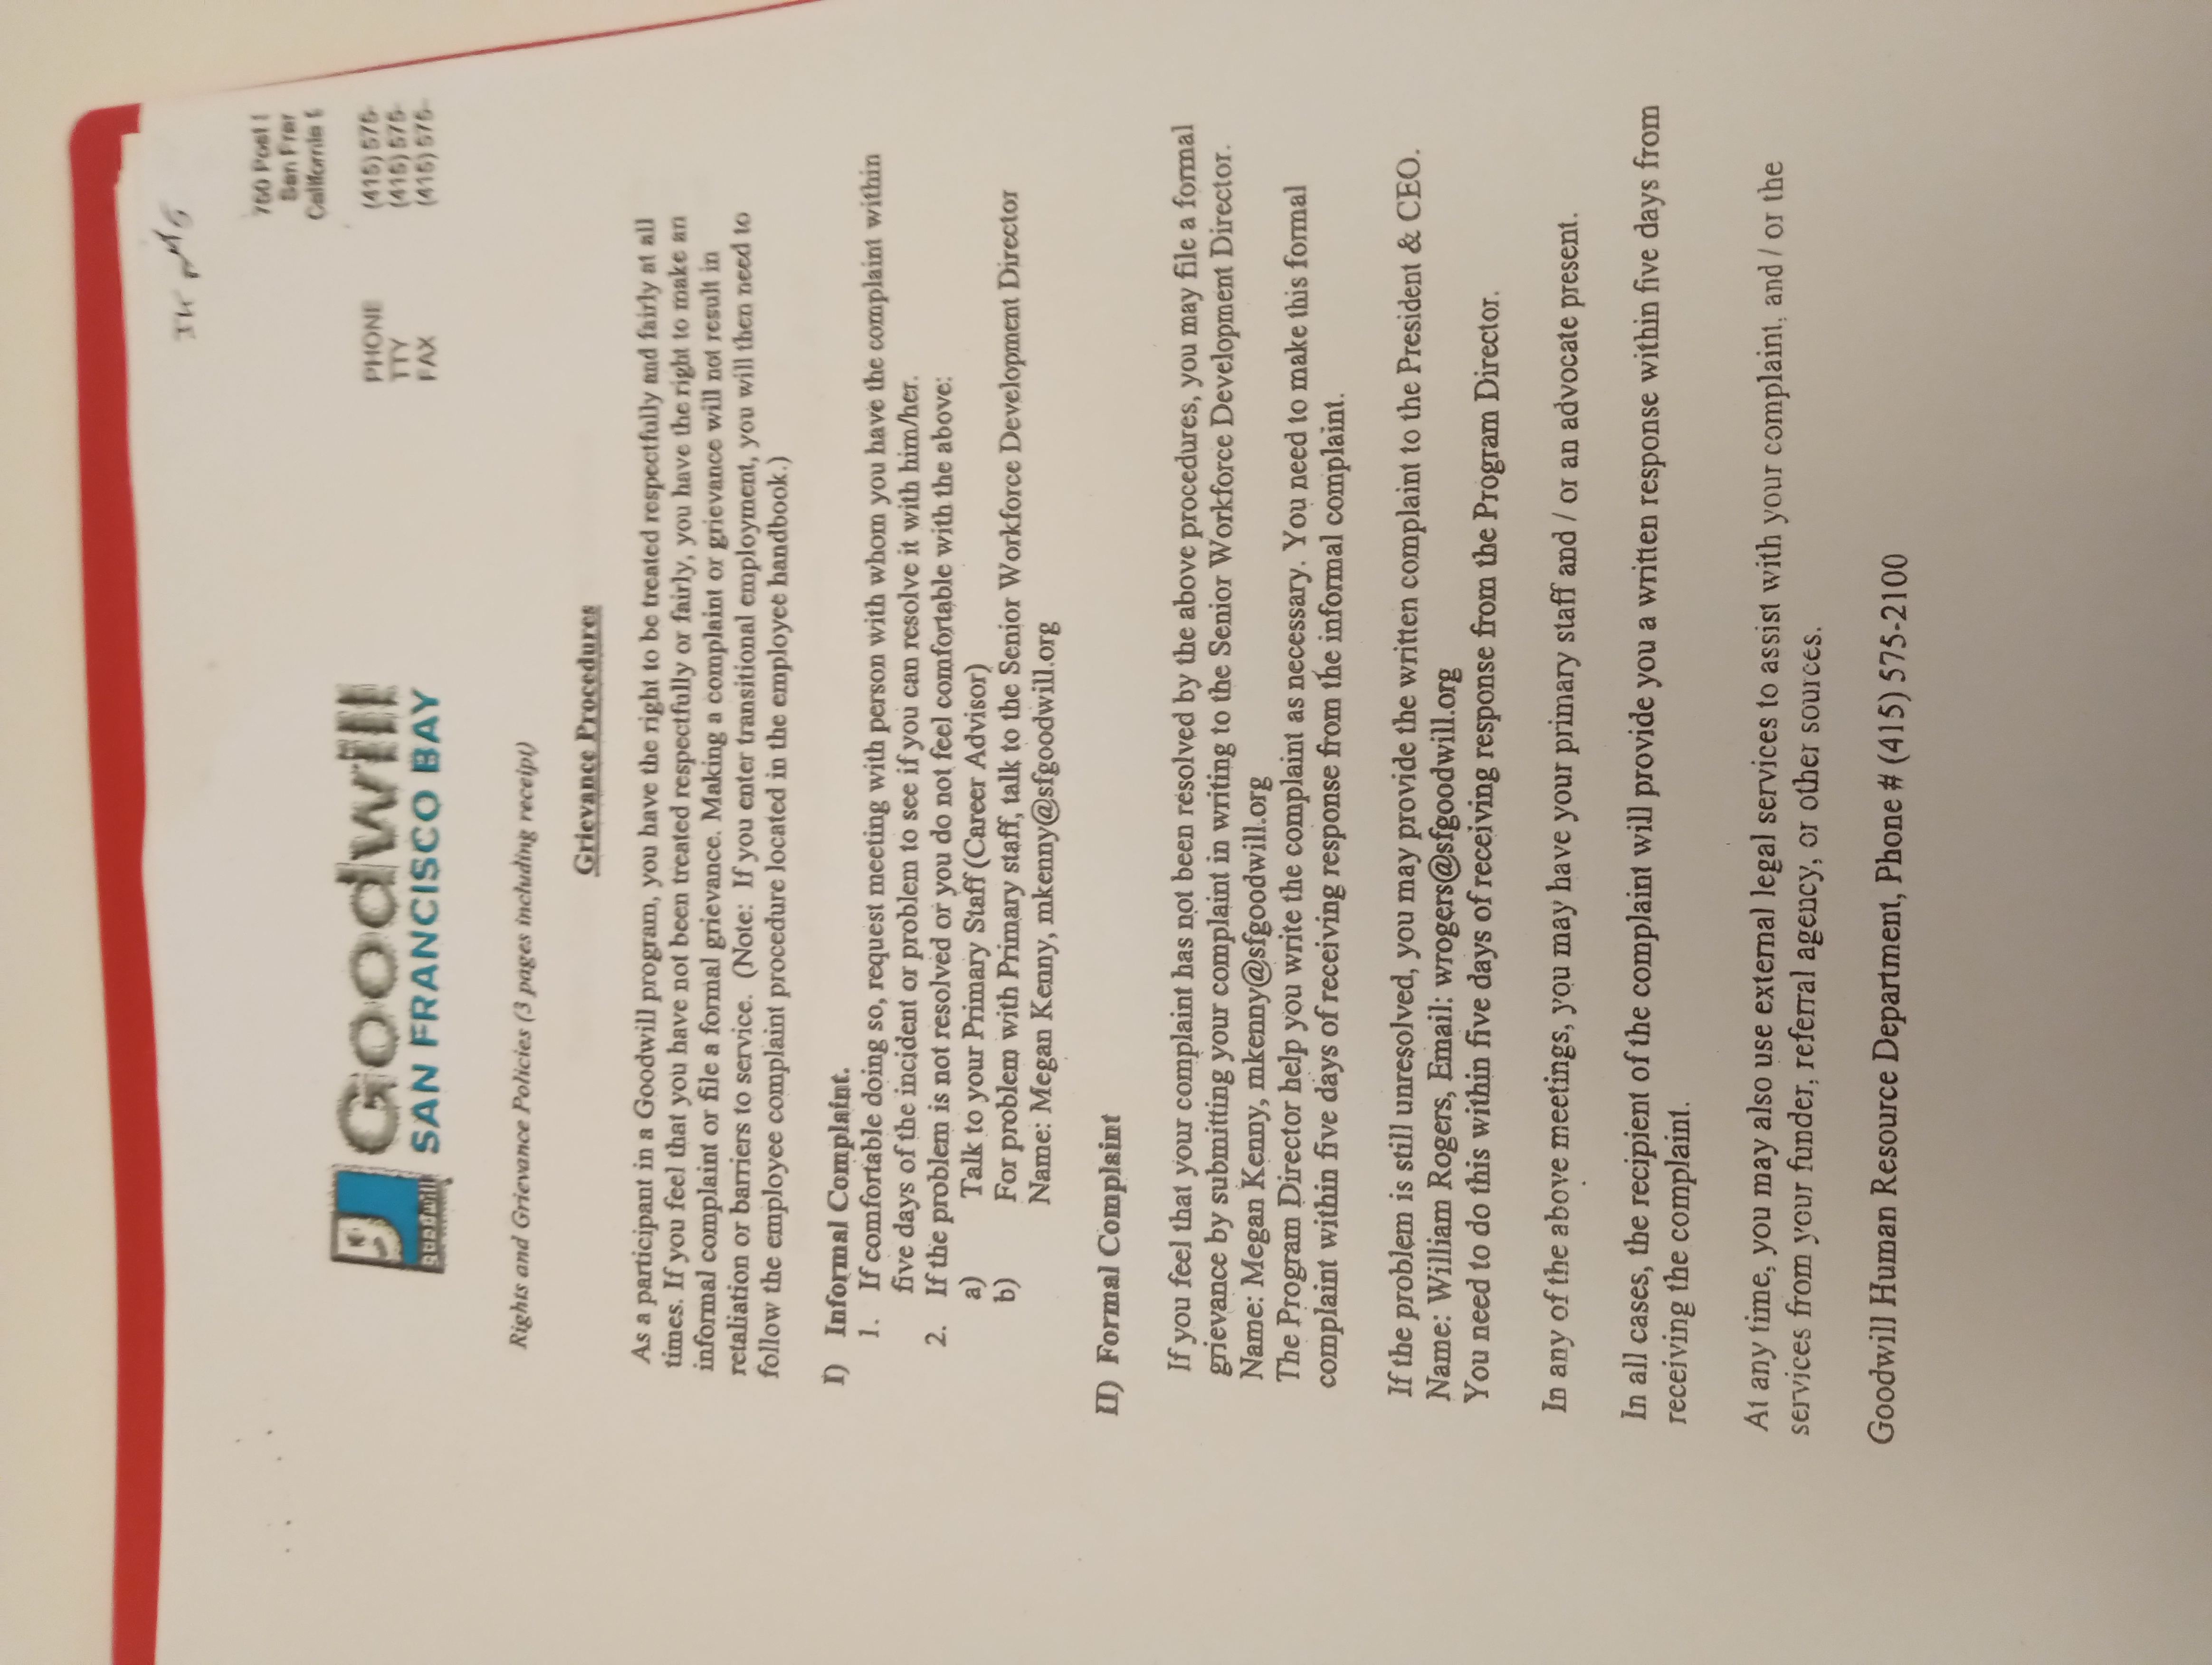 760 Post
San
California
Goodwill
goodwill
SAN FRANCISCO BAY
PHONE (415) 575-
TTY (415) 575-
FAX (415) 575-
Rights and Grievance Policies (3 pages including receipt)
Grievance Procedures
As a participant in a Goodwill program, you have the right to be treated respectfully and fairly at all
times. If you feel that you have not been treated respectfully or fairly, you have the right to make an
informal complaint or file a formal grievance. Making a complaint or grievance will not result in
retaliation or barriers to service. (Note: If you enter transitional employment, you will then need to
follow the employee complaint procedure located in the employee handbook.)
I) Informal Complaint.
1. If comfortable doing so, request meeting with person with whom you have the complaint within
five days of the incident or problem to see if you can resolve it with him/her.
2. If the problem is not resolved or you do not feel comfortable with the above:
a) Talk to your Primary Staff (Career Advisor)
b) For problem with Primary staff, talk to the Senior Workforce Development Director
Name: Megan Kenny, mkenny@sfgoodwill.org
II) Formal Complaint
If you feel that your complaint has not been resolved by the above procedures, you may file a formal
grievance by submitting your complaint in writing to the Senior Workforce Development Director.
Name: Megan Kenny, mkenny@sfgoodwill.org
The Program Director help you write the complaint as necessary. You need to make this formal
complaint within five days of receiving response from the informal complaint.
If the problem is still unresolved, you may provide the written complaint to the President & CEO.
Name: William Rogers, Email: wrogers@sfgoodwill.org
You need to do this within five days of receiving response from the Program Director.
In any of the above meetings, you may have your primary staff and / or an advocate present.
In all cases, the recipient of the complaint will provide you a written response within five days from
receiving the complaint.
At any time, you may also use external legal services to assist with your complaint, and / or the
services from your funder, referral agency, or other sources.
Goodwill Human Resource Department, Phone # (415) 575-2100